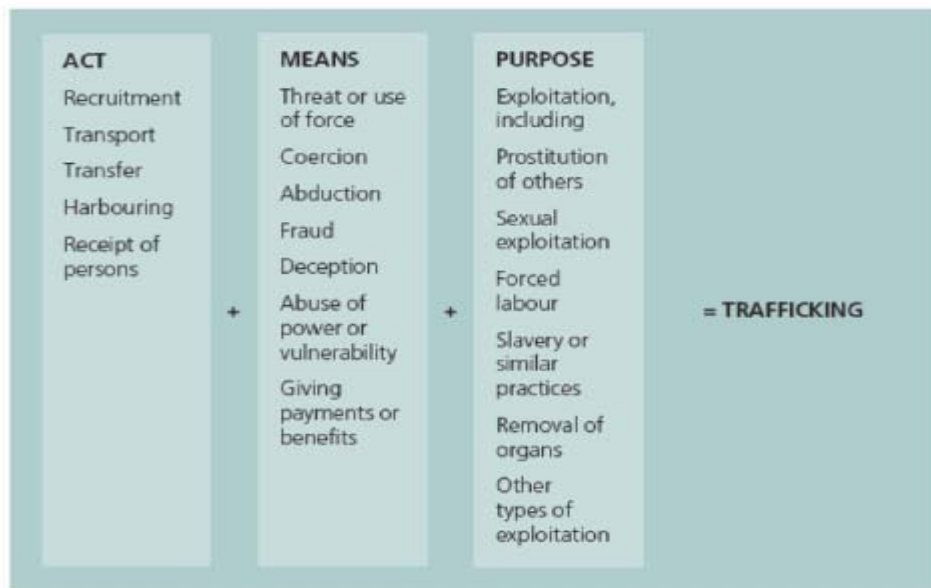 ACT
Recruitment
Transport
Transfer
Harbouring
Receipt of
persons
+
MEANS
Threat or use
of force
Coercion
Abduction
Fraud
Deception
Abuse of
power or
vulnerability
Giving
payments or
benefits
+
PURPOSE
Exploitation,
including
Prostitution
of others
Sexual
exploitation
Forced
labour
Slavery or
similar
practices
Removal of
organs
Other
types of
exploitation
= TRAFFICKING